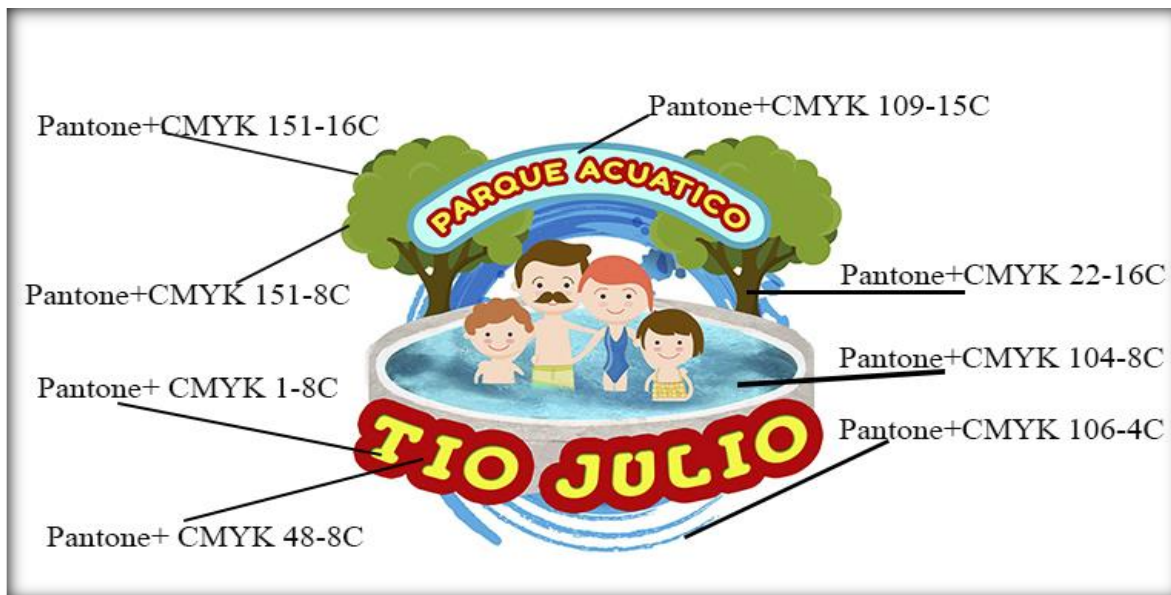 Pantone+CMYK 109-15C
Pantone+CMYK 151-16C
PARQUE ACUATICO
Pantone+CMYK 151-8C
Pantone+CMYK 22-16C
Pantone+CMYK 104-8C
Pantone+ CMYK 1-8C
Pantone+CMYK 106-4C
TIO JULIO
Pantone+ CMYK 48-8C